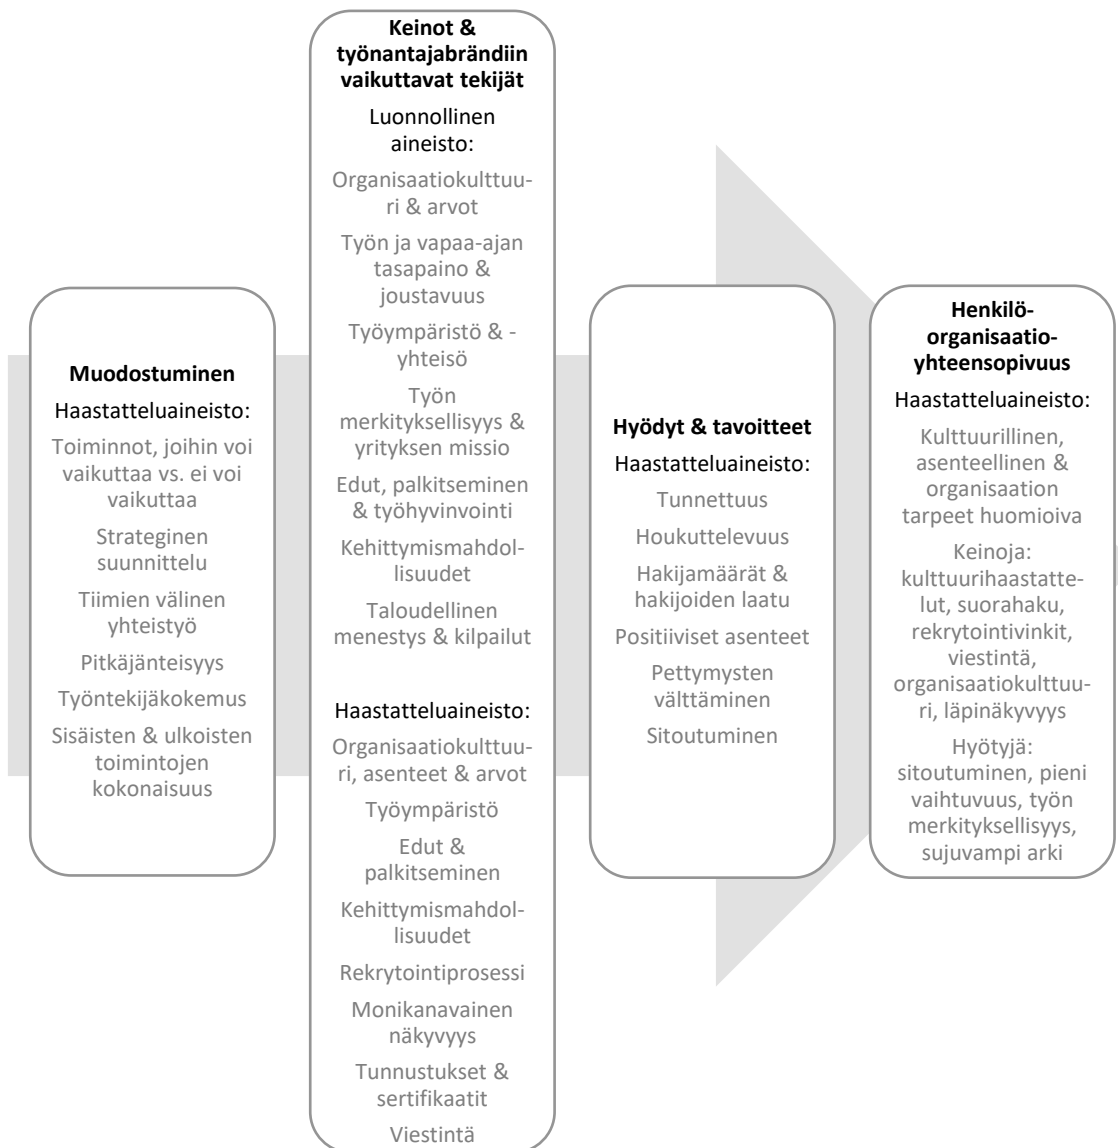 Muodostuminen
Haastatteluaineisto:
Toiminnot, joihin voi
vaikuttaa vs. ei voi
vaikuttaa
Strateginen
suunnittelu
Tiimien välinen
yhteistyö
Pitkäjänteisyys
Työntekijäkokemus
Sisäisten & ulkoisten
toimintojen
kokonaisuus
Keinot &
työnantajabrändiin
vaikuttavat tekijät
Luonnollinen
aineisto:
Organisaatiokulttuu-
ri & arvot
Työn ja vapaa-ajan
tasapaino &
joustavuus
Työympäristö & -
yhteisö
Työn
merkityksellisyys &
yrityksen missio
Edut, palkitseminen
& työhyvinvointi
Kehittymismahdol-
lisuudet
Taloudellinen
menestys & kilpailut
Haastatteluaineisto:
Organisaatiokulttuu-
ri, asenteet & arvot
Työympäristö
Edut &
palkitseminen
Kehittymismahdol-
lisuudet
Rekrytointiprosessi
Monikanavainen
näkyvyys
Tunnustukset &
sertifikaatit
Viestintä
Hyödyt & tavoitteet
Haastatteluaineisto:
Tunnettuus
Houkuttelevuus
Hakijamäärät &
hakijoiden laatu
Positiiviset asenteet
Pettymysten
välttäminen
Sitoutuminen
Henkilö-
organisaatio-
yhteensopivuus
Haastatteluaineisto:
Kulttuurillinen,
asenteellinen &
organisaation
tarpeet huomioiva
Keinoja:
kulttuurihaastatte-
lut, suorahaku,
rekrytointivinkit,
viestintä,
organisaatiokulttuu-
ri, läpinäkyvyys
Hyötyjä:
sitoutuminen, pieni
vaihtuvuus, työn
merkityksellisyys,
sujuvampi arki